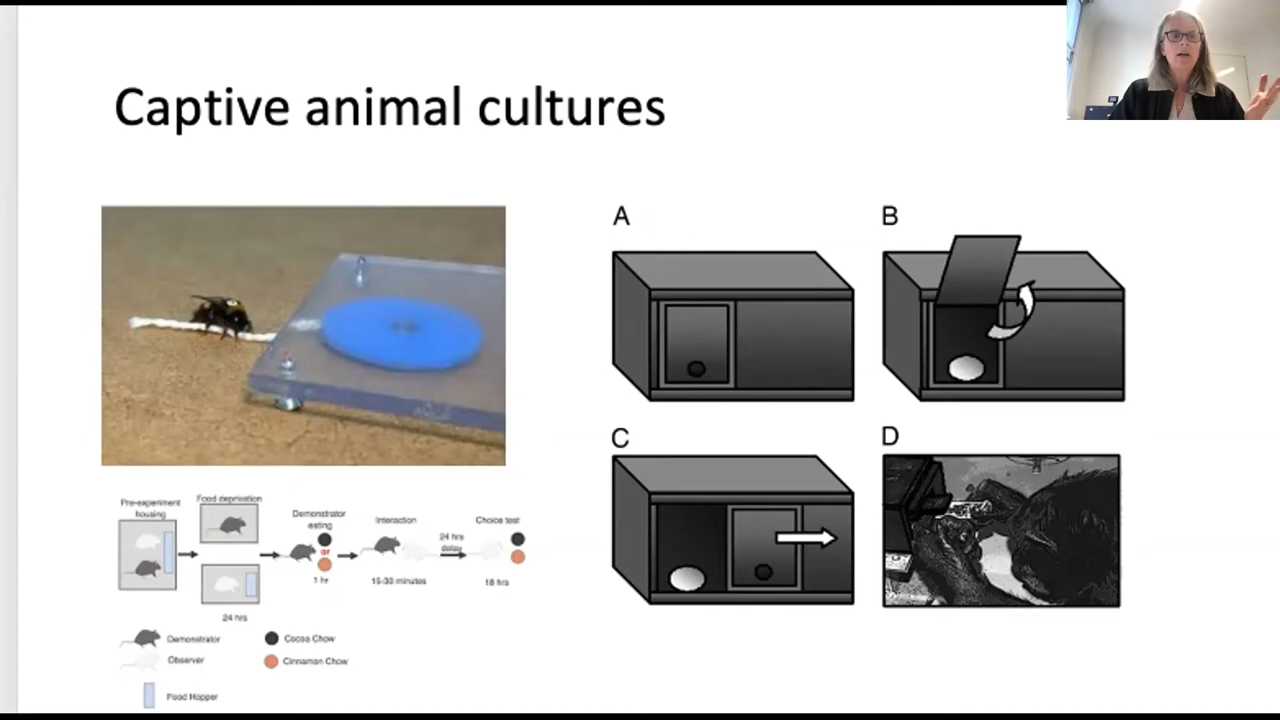 Captive animal cultures
A
B
C
D
Pre-experiment
housing
Food deprivation
24 hrs
Demonstrator
eating
or
1 hr
Interaction
15-30 minutes
24 hrs
delay
Choice test
18 hrs
Demonstrator
Observer
Food Hopper
Cocoa Chow
Cinnamon Chow